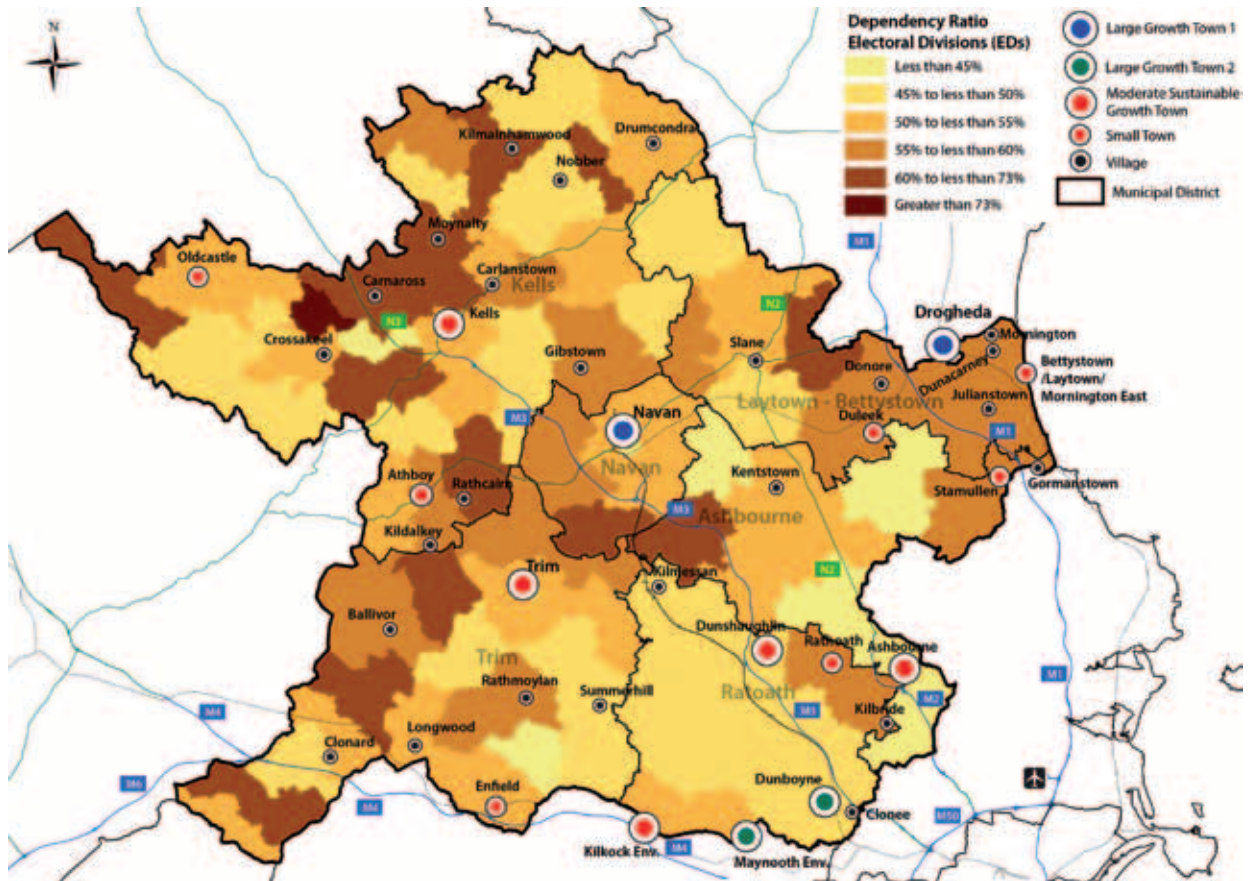 N
Dependency Ratio
Electoral Divisions (EDs)
Less than 45%
45% to less than 50%
50% to less than 55%
55% to less than 60%
60% to less than 73%
Greater than 73%
Large Growth Town 1
Large Growth Town 2
Moderate Sustainable
Growth Town
Small Town
Village
Municipal District
Kilmainhamwood
Drumcondra
Nobber
Moynalty
Oldcastle
Carnaross
Carlanstown
Kells
Kells
N3
Crossakeel
Gibstown
Slane
N2
M1
Drogheda
Mornington
Dunacarney
Bettystown
/Laytown/
Mornington East
Donore
Julianstown
Laytown - Bettystown
Duleek
M1
M3
Navan
Navan
Kentstown
Athboy
Rathcairn
Stamullen
Gormanstown
M3
Ashbourne
Kildalkey
Trim
Kilmessan
N2
Ballivor
Dunshaughlin
Ratoath
Ashbourne
Trim
Rathmoylan
Summerhill
Ratoath
M3
M2
M1
Kilbride
M4
Longwood
Clonard
M6
M4
Enfield
Dunboyne
Clonee
M50
Kilkock Env.
M4
Maynooth Env.